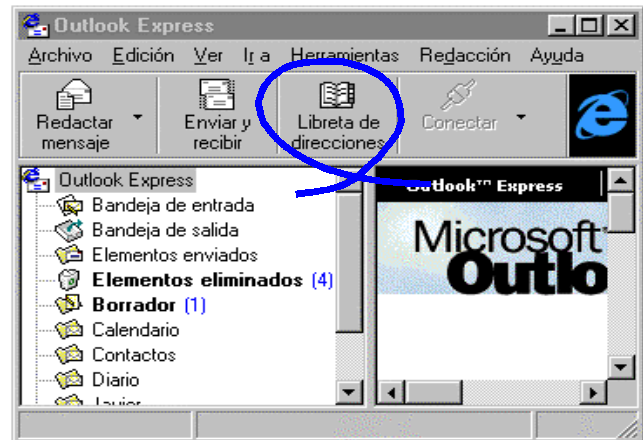 Outlook Express
Archivo Edición Ver Ir a Herramientas Redacción Ayuda
Redactar
mensaje
Enviar y
recibir
Libreta de
direcciones
Conectar
Outlook Express
Bandeja de entrada
Bandeja de salida
Elementos enviados
Elementos eliminados (4)
Borrador (1)
Calendario
Contactos
Diario
Javier
Outlook™ Express
Microsoft
Outlo